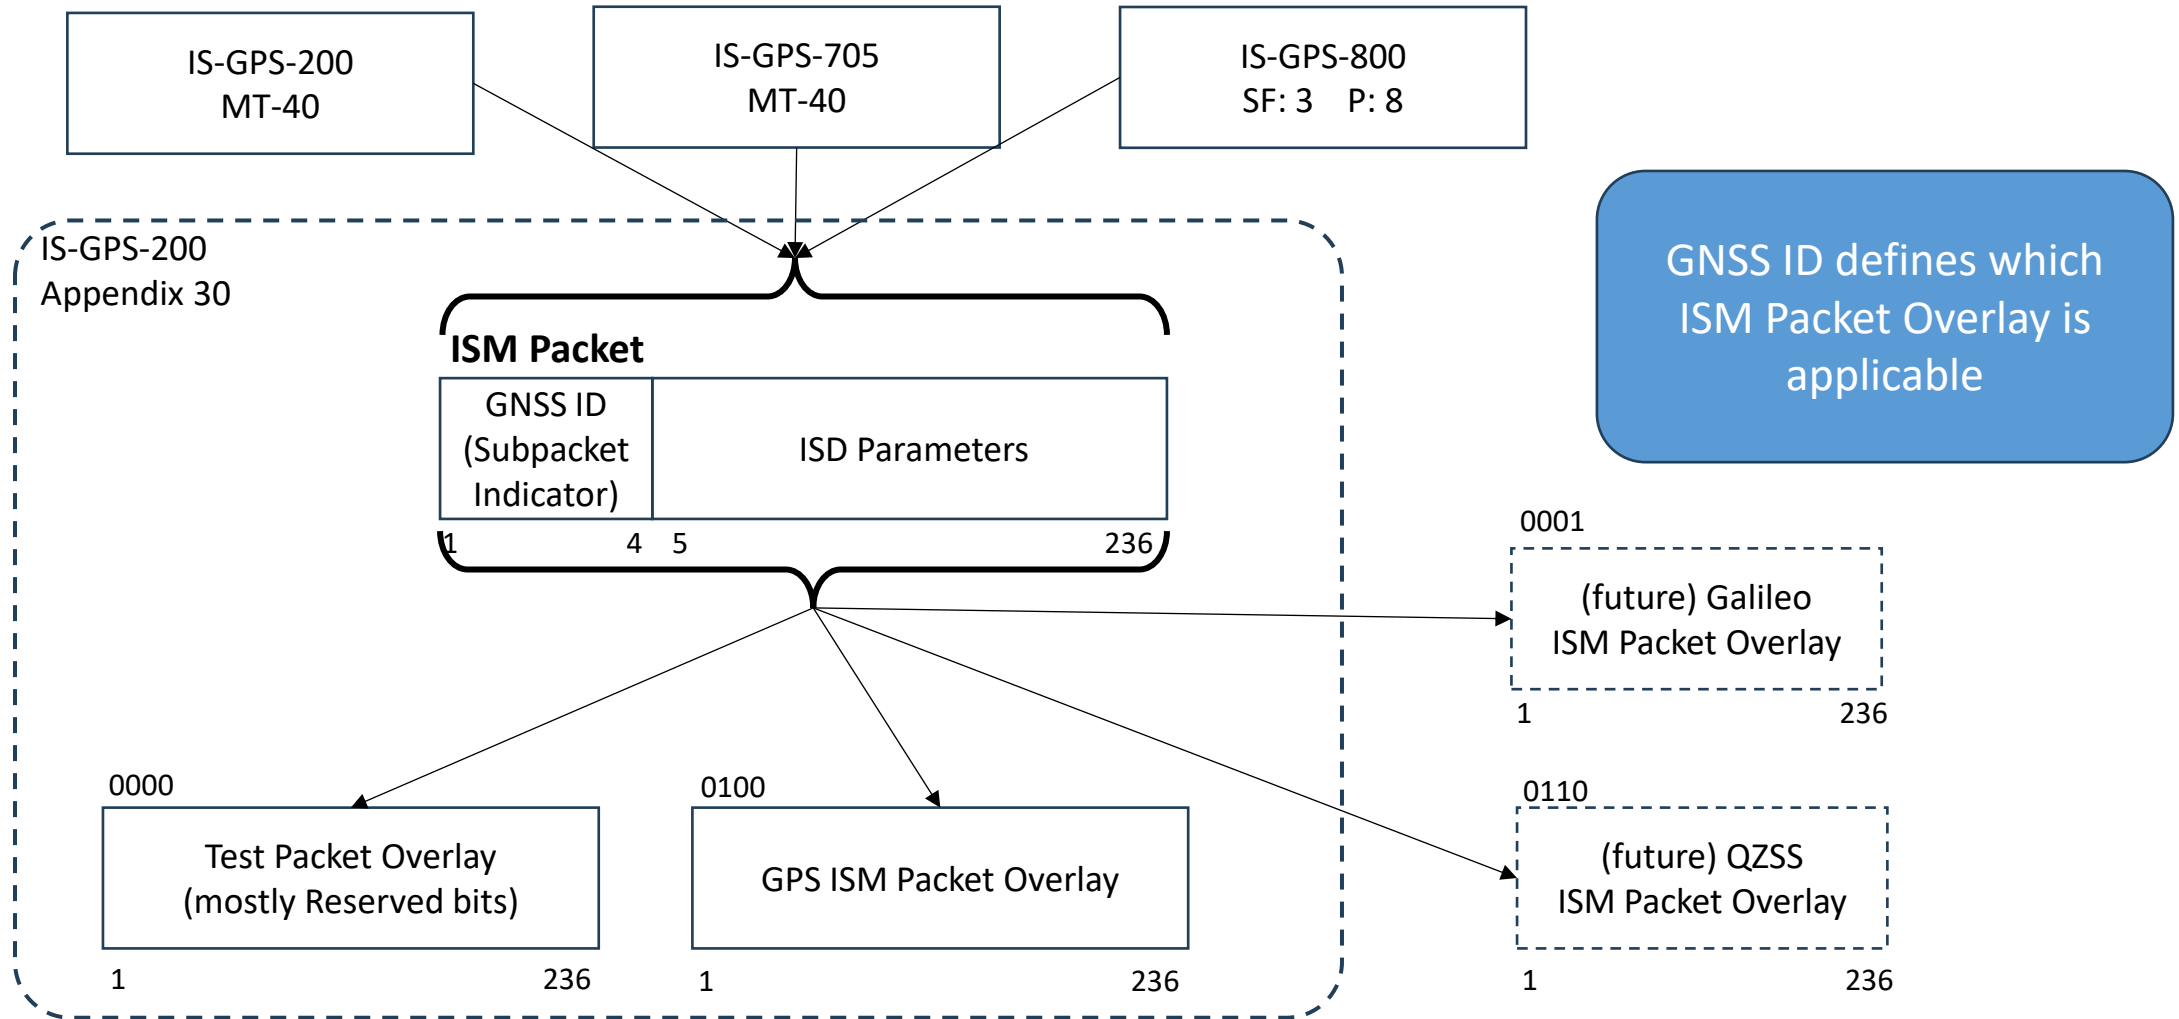 IS-GPS-200
MT-40
IS-GPS-705
MT-40
IS-GPS-800
SF: 3 P: 8
IS-GPS-200
Appendix 30
GNSS ID defines which
ISM Packet Overlay is
applicable
ISM Packet
GNSS ID
(Subpacket
Indicator)
ISD Parameters
1 4 5 236
0001
(future) Galileo
ISM Packet Overlay
1 236
0000
Test Packet Overlay
(mostly Reserved bits)
1 236
0100
GPS ISM Packet Overlay
1 236
0110
(future) QZSS
ISM Packet Overlay
1 236